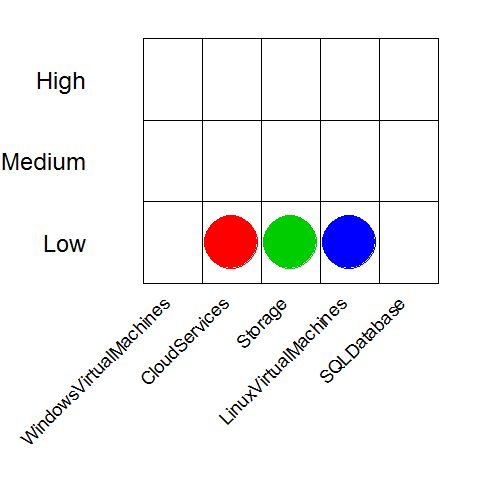 High
Medium
Low
WindowsVirtualMachines
CloudServices
Storage
LinuxVirtualMachines
SQLDatabase